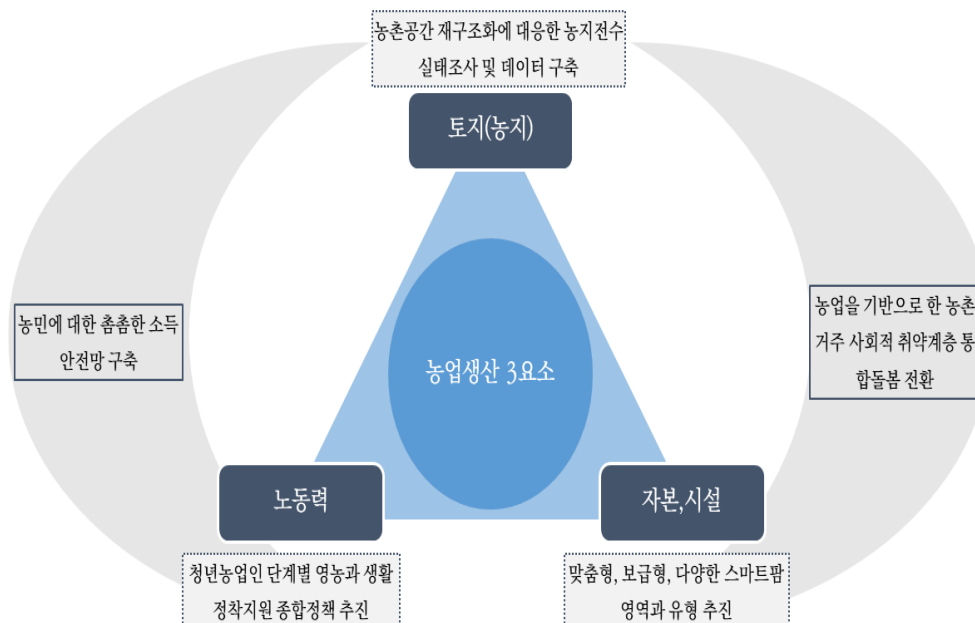 농촌공간 재구조화에 대응한 농지전수
실태조사 및 데이터 구축
토지(농지)
농민에 대한 촘촘한 소득
안전망 구축
농업생산 3요소
농업을 기반으로 한 농촌
거주 사회적 취약계층 통
합돌봄 전환
노동력
자본,시설
청년농업인 단계별 영농과 생활
정착지원 종합정책 추진
맞춤형, 보급형, 다양한 스마트팜
영역과 유형 추진